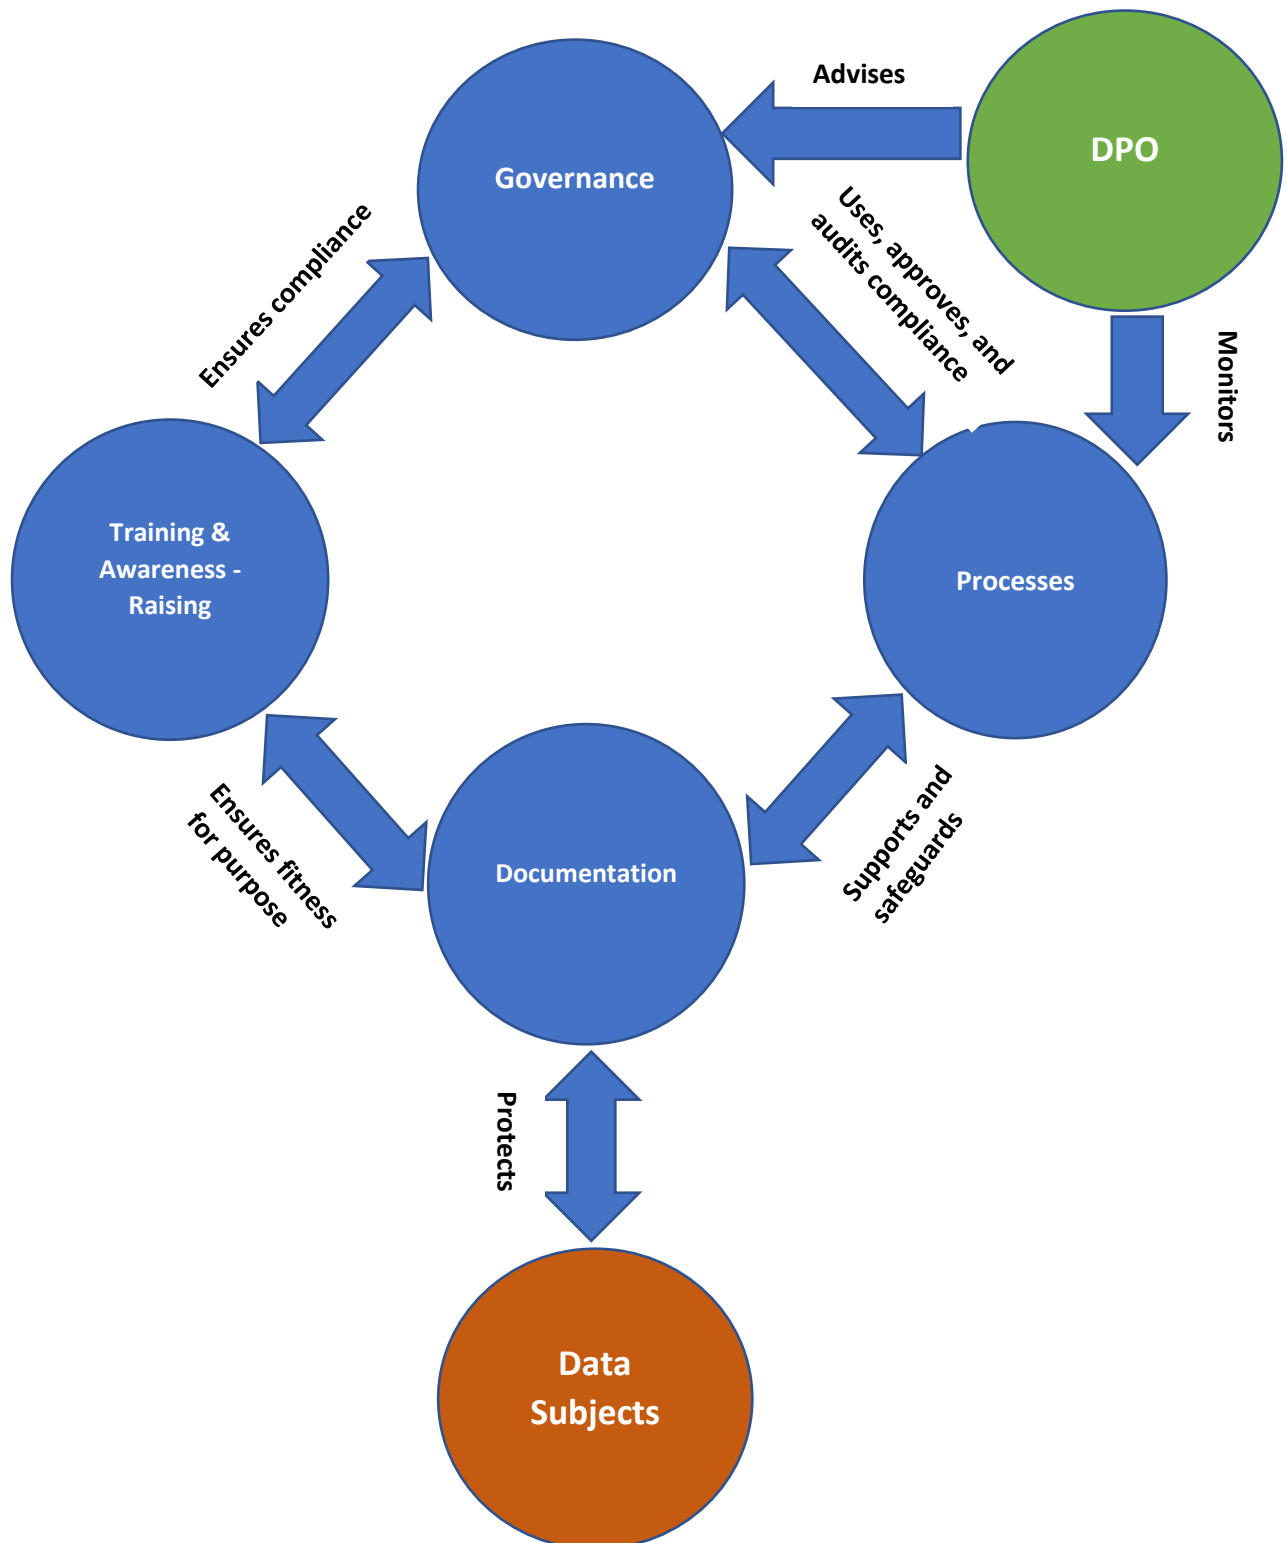 Advises
DPO
Governance
Uses, approves, and
audits compliance
Ensures compliance
Monitors
Training &
Awareness -
Raising
Processes
Ensures fitness
for purpose
Documentation
Supports and
safeguards
Protects
Data
Subjects